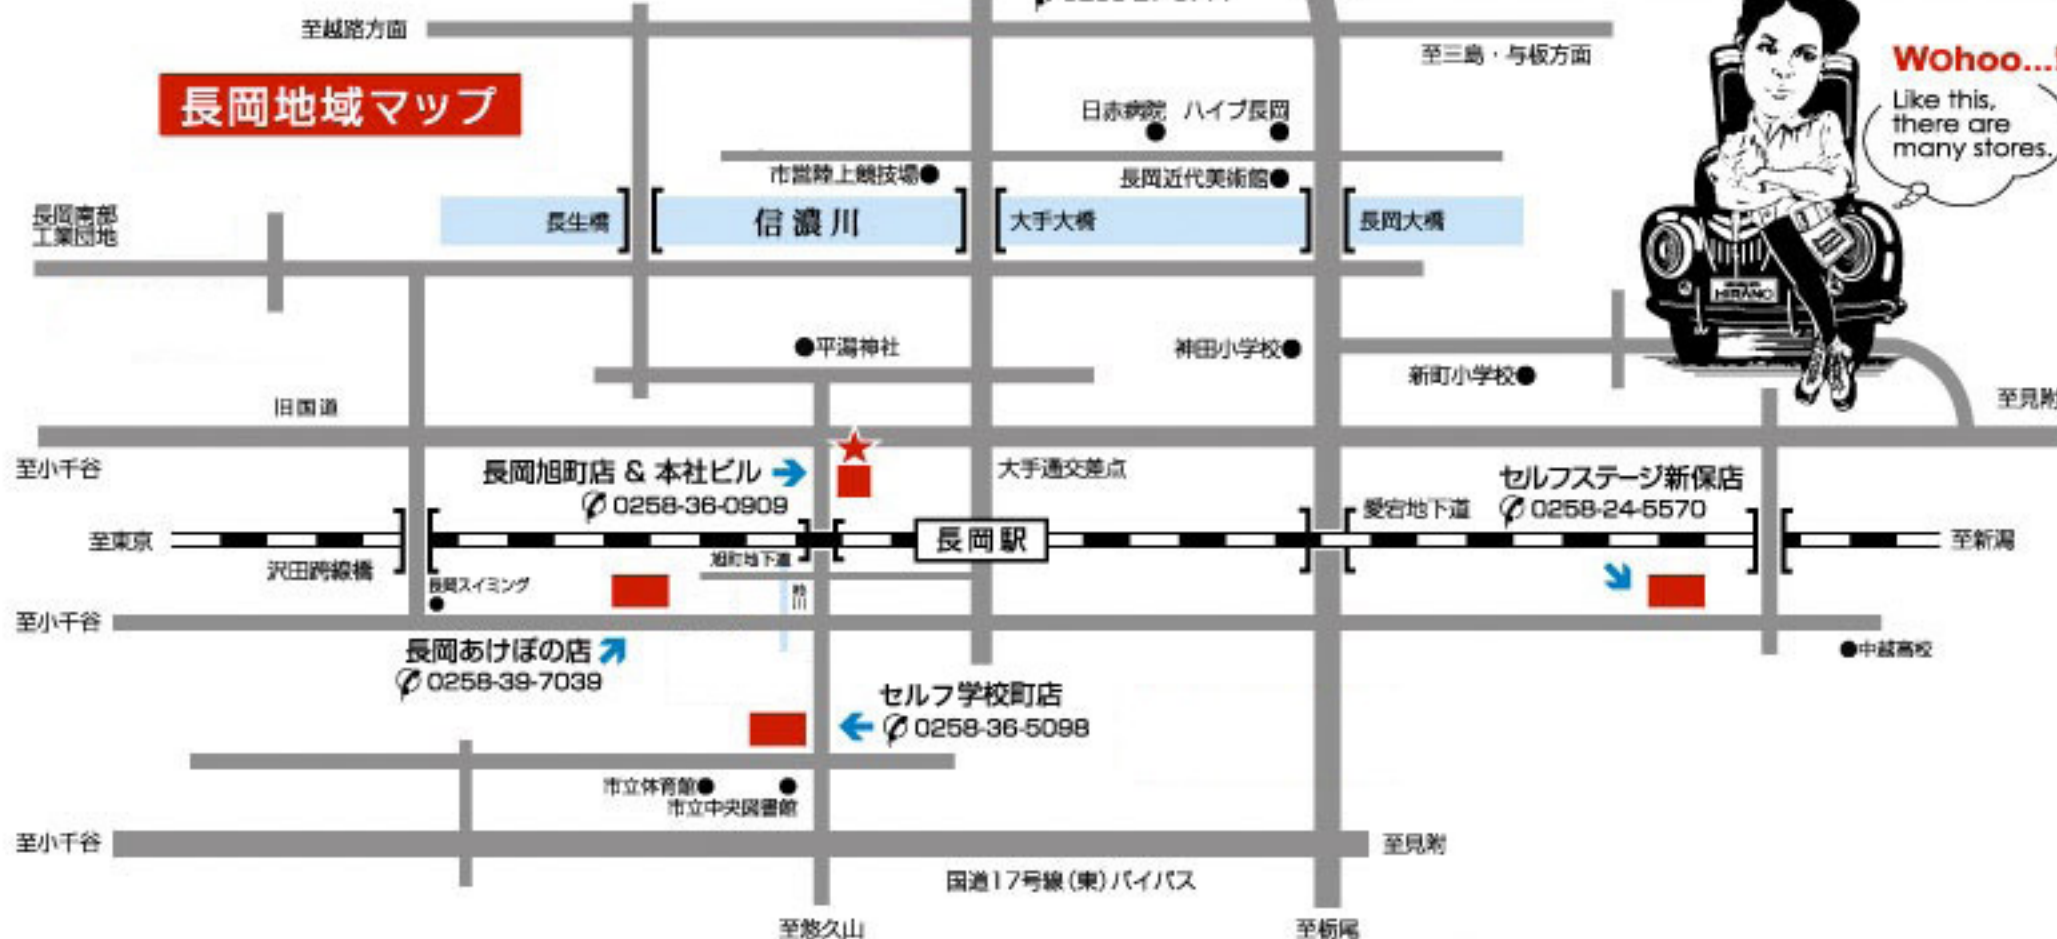 至越路方面
至三島・与板方面
Wohoo...!
Like this,
there are
many stores.
長岡地域マップ
日赤病院
ハイブ長岡
市営陸上競技場
長岡近代美術館
長岡南部
工業団地
長生橋
信濃川
大手大橋
長岡大橋
HIRANO
平潟神社
神田小学校
新町小学校
旧国道
至見附
至小千谷
長岡旭町店 & 本社ビル
0258-36-0909
大手通交差点
セルフステージ新保店
0258-24-5570
愛宕地下道
至東京
長岡駅
至新潟
沢田跨線橋
旭町地下道
長岡スイミング
至小千谷
長岡あけぼの店
0258-39-7039
中越高校
セルフ学校町店
0258-36-5098
市立体育館
市立中央図書館
至小千谷
至見附
国道17号線(東)バイパス
至悠久山
至栃尾